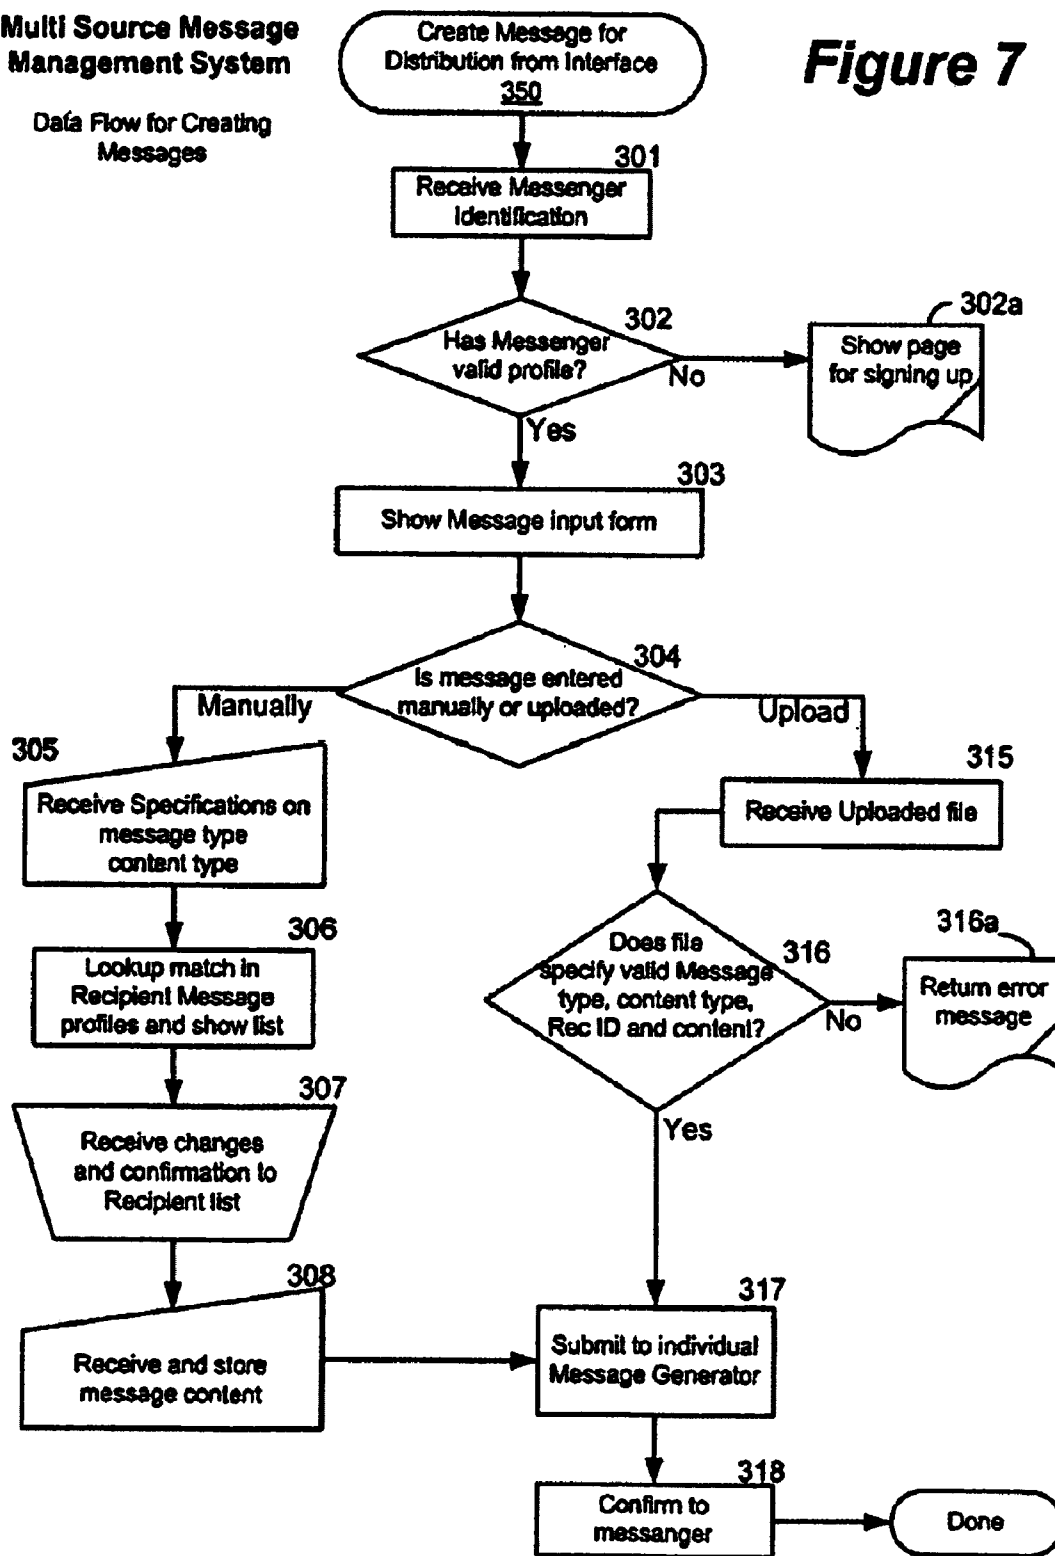 Multi Source Message
Management System
Data Flow for Creating
Messages
Figure 7
Create Message for
Distribution from Interface
350
301
Receive Messenger
Identification
302
Has Messenger
valid profile?
No
302a
Show page
for signing up
Yes
303
Show Message input form
304
Is message entered
manually or uploaded?
Manually
Upload
305
Receive Specifications on
message type
content type
315
Receive Uploaded file
306
Lookup match in
Recipient Message
profiles and show list
316
Does file
specify valid Message
type, content type,
Rec ID and content?
No
316a
Return error
message
Yes
307
Receive changes
and confirmation to
Recipient list
308
Receive and store
message content
317
Submit to individual
Message Generator
318
Confirm to
messanger
Done